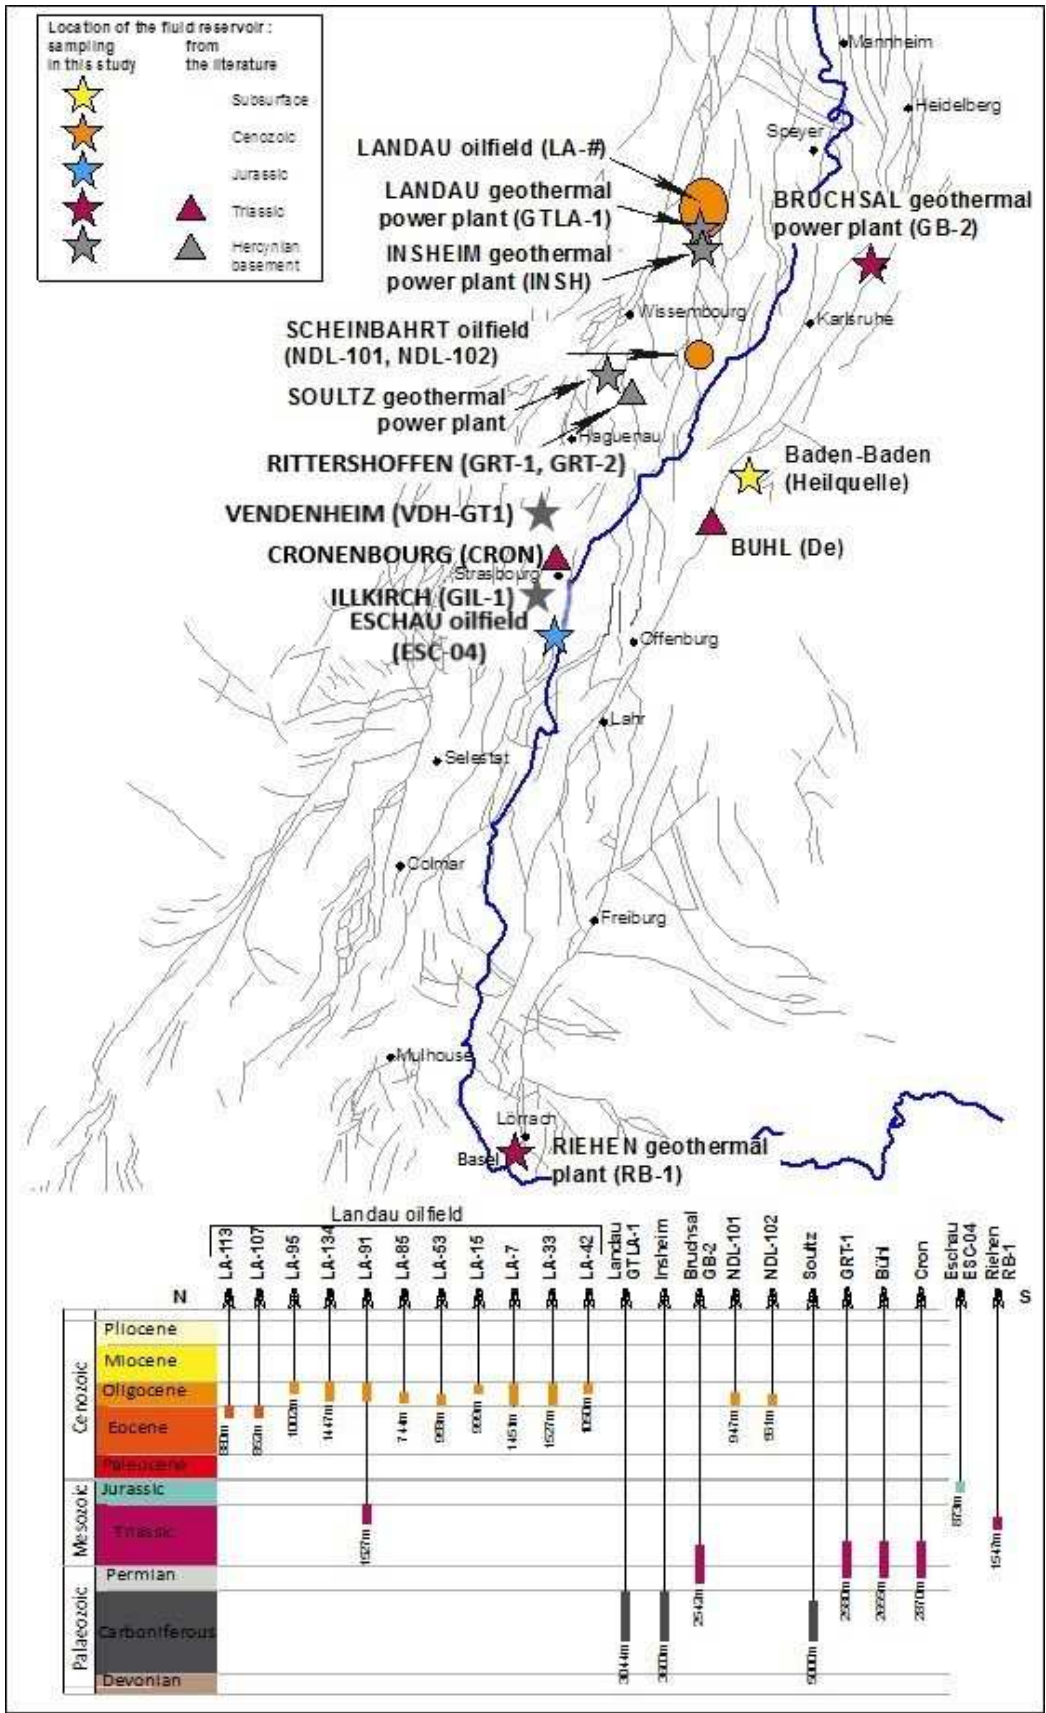 Location of the fluid reservoir :
sampling from
in this study the literature
Subsurface
Cenozoic
Jurassic
Triassic
Hercynian
basement
Mannheim
Heidelberg
Speyer
LANDAU oilfield (LA-#)
LANDAU geothermal
power plant (GTLA-1)
BRUCHSAL geothermal
power plant (GB-2)
INSHEIM geothermal
power plant (INSH)
Wissembourg
Karlsruhe
SCHEINBAHRT oilfield
(NDL-101, NDL-102)
SOULTZ geothermal
power plant
Haguenau
RITTERSHOFFEN (GRT-1, GRT-2)
Baden-Baden
(Heilquelle)
VENDENHEIM (VDH-GT1)
BUHL (De)
CRONENBOURG (CRON)
Strasbourg
ILLKIRCH (GIL-1)
ESCHAU oilfield
(ESC-04)
Offenburg
Lahr
Selestat
Colmar
Freiburg
Mulhouse
Lörrach
Basel
RIEHEN geothermal
plant (RB-1)
Landau oilfield
LA-113
LA-107
LA-95
LA-134
LA-91
LA-85
LA-53
LA-15
LA-7
LA-33
LA-42
Landau
GTLA-1
Insheim
Bruchsal
GB-2
NDL-101
NDL-102
Soultz
GRT-1
Bühl
Cron
Eschau
ESC-04
Riehen
RB-1
N
S
Cenozoic
Pliocene
Miocene
Oligocene
Eocene
Paleocene
Mesozoic
Jurassic
Triassic
Palaeozoic
Permian
Carboniferous
Devonian
1002m
1447m
1527m
744m
1451m
1527m
1050m
3044m
3600m
2542m
947m
931m
5000m
2580m
2655m
2870m
873m
1547m